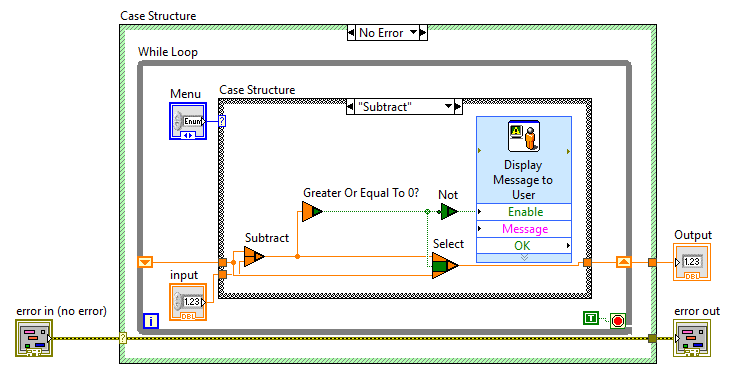 Case Structure
No Error
While Loop
Menu
Enum
Case Structure
"Subtract"
?
A
Display
Message to
User
Greater Or Equal To 0?
Not
Enable
Message
OK
Subtract
Select
Output
1.23
DBL
input
1.23
DBL
error in (no error)
i
T
error out
?